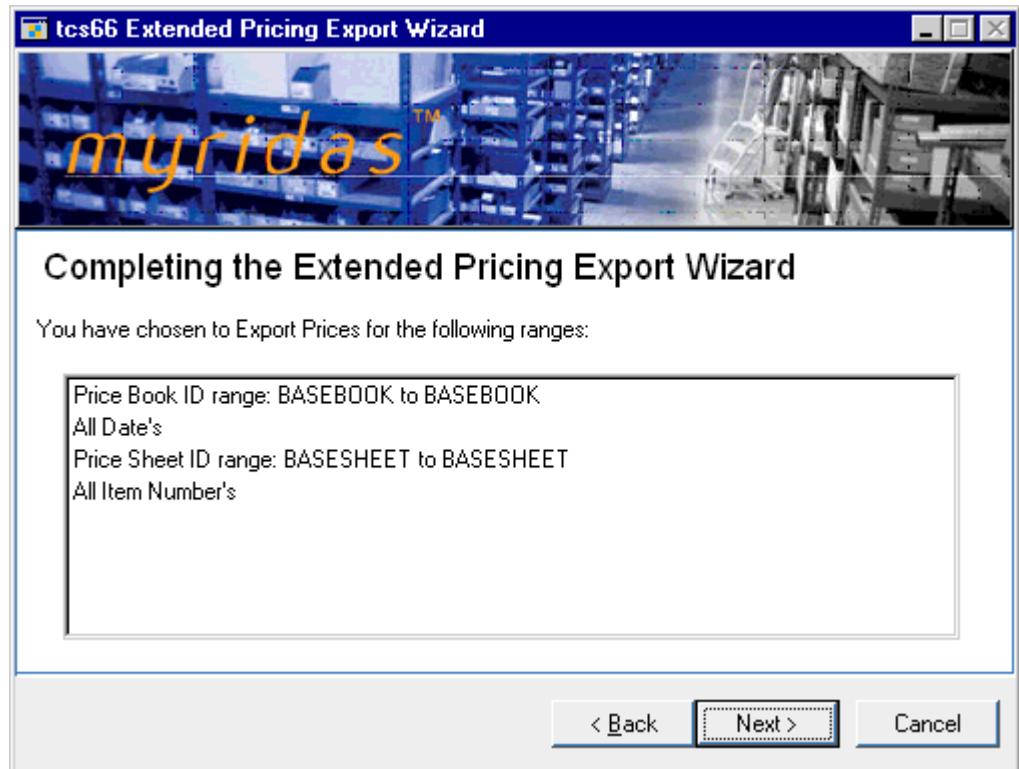 tcs66 Extended Pricing Export Wizard
myridas™
Completing the Extended Pricing Export Wizard
You have chosen to Export Prices for the following ranges:
Price Book ID range: BASEBOOK to BASEBOOK
All Date's
Price Sheet ID range: BASESHEET to BASESHEET
All Item Number's
< Back Next > Cancel